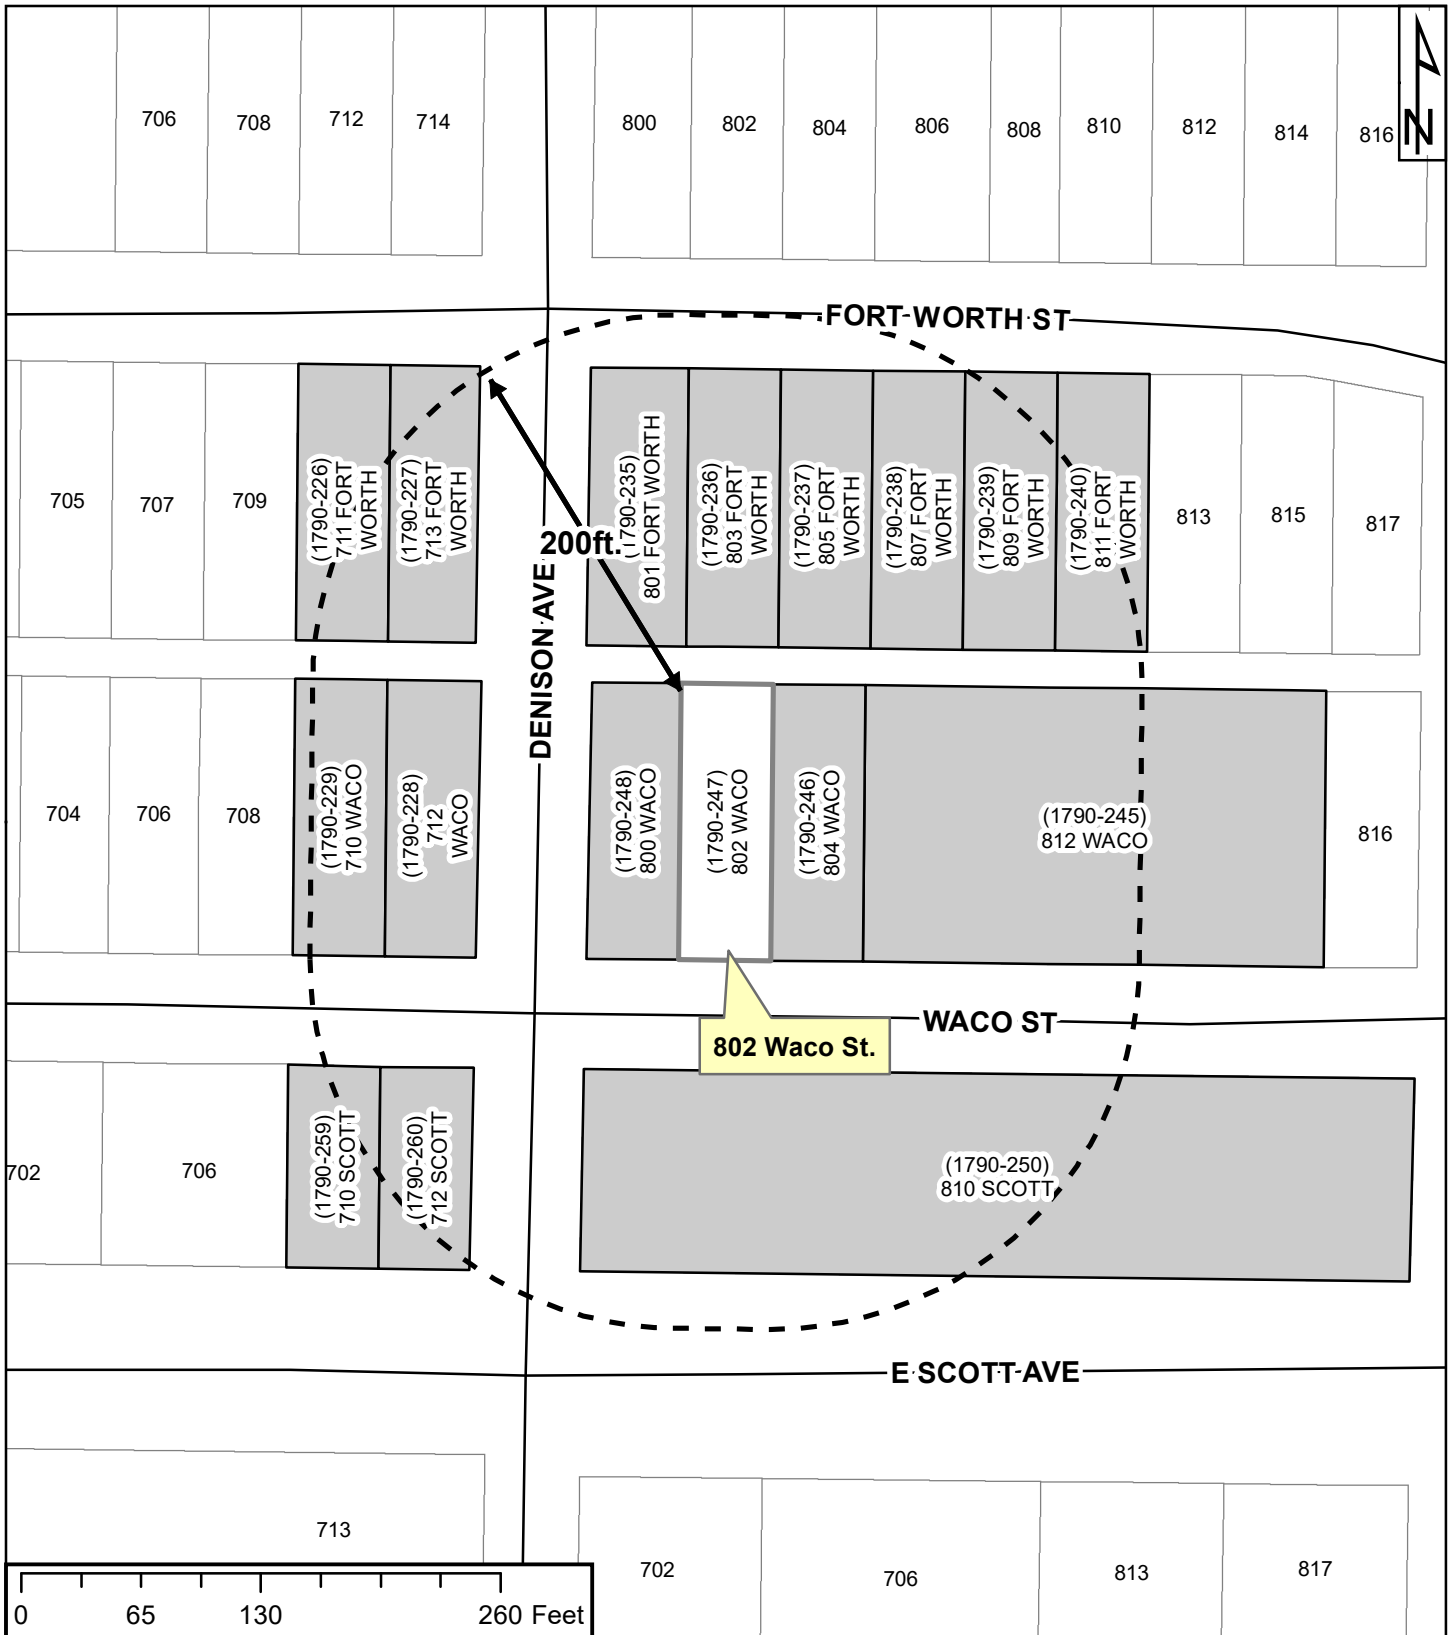 706
708
712
714
800
802
804
806
808
810
812
814
816
N
FORT WORTH ST
705
707
709
(1790-226)
711 FORT
WORTH
(1790-227)
713 FORT
WORTH
200ft.
(1790-235)
801 FORT WORTH
(1790-236)
803 FORT
WORTH
(1790-237)
805 FORT
WORTH
(1790-238)
807 FORT
WORTH
(1790-239)
809 FORT
WORTH
(1790-240)
811 FORT
WORTH
813
815
817
DENISON AVE
704
706
708
(1790-229)
710 WACO
(1790-228)
712
WACO
(1790-248)
800 WACO
(1790-247)
802 WACO
(1790-246)
804 WACO
(1790-245)
812 WACO
816
WACO ST
802 Waco St.
702
706
(1790-259)
710 SCOTT
(1790-260)
712 SCOTT
(1790-250)
810 SCOTT
E SCOTT AVE
713
702
706
813
817
0 65 130 260 Feet